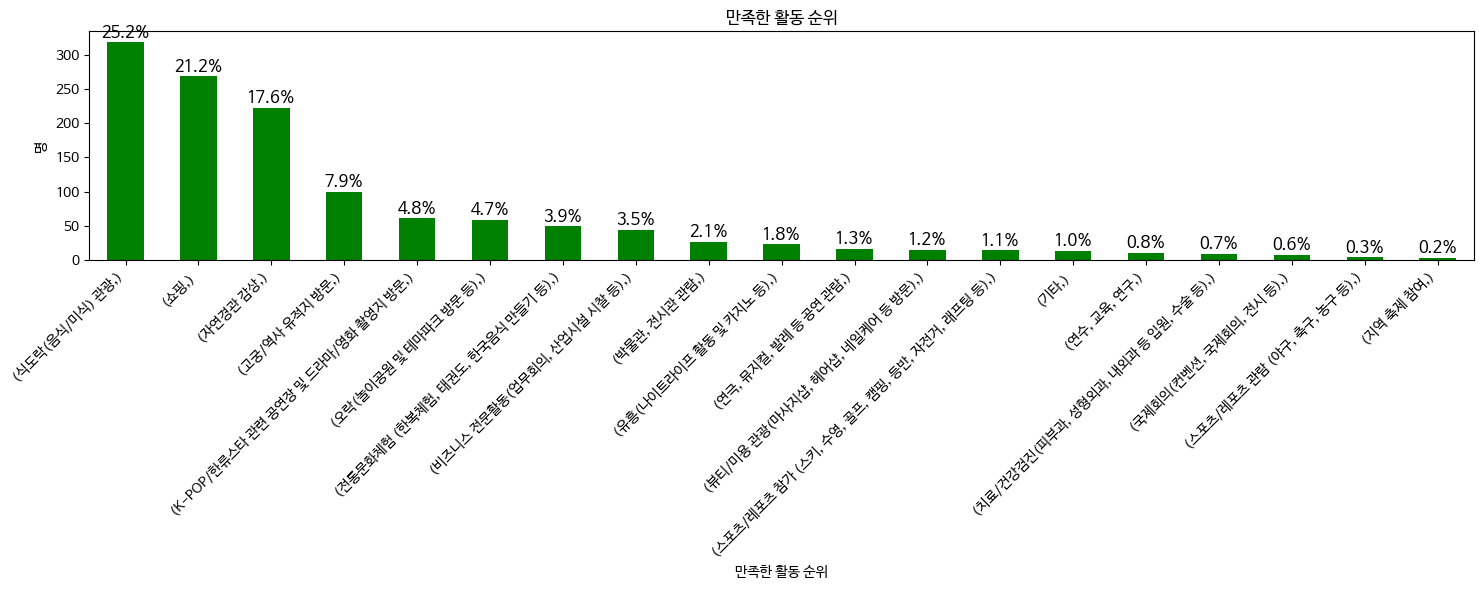 만족한 활동 순위
명
300
250
200
150
100
50
0
25.2%
21.2%
17.6%
7.9%
4.8%
4.7%
3.9%
3.5%
2.1%
1.8%
1.3%
1.2%
1.1%
1.0%
0.8%
0.7%
0.6%
0.3%
0.2%
(식도락(음식/미식) 관광,)
(쇼핑,)
(자연경관 감상,)
(고궁/역사 유적지 방문,)
(K-POP/한류스타 관련 공연장 및 드라마/영화 촬영지 방문,)
(오락(놀이공원 및 테마파크 방문 등),)
(전통문화체험 (한복체험, 태권도, 한국음식 만들기 등),)
(비즈니스 전문활동(업무회의, 산업시설 시찰 등),)
(박물관, 전시관 관람,)
(유흥(나이트라이프 활동 및 카지노 등),)
(연극, 뮤지컬, 발레 등 공연 관람,)
(뷰티/미용 관광(마사지샵, 헤어샵, 네일케어 등 방문),)
(스포츠/레포츠 참가 (스키, 수영, 골프, 캠핑, 등반, 자전거, 래프팅 등),)
(기타,)
(연수, 교육, 연구,)
(치료/건강검진(피부과, 성형외과, 내외과 등 입원, 수술 등),)
(국제회의(컨벤션, 국제회의, 전시 등),)
(스포츠/레포츠 관람 (야구, 축구, 농구 등),)
(지역 축제 참여,)
만족한 활동 순위